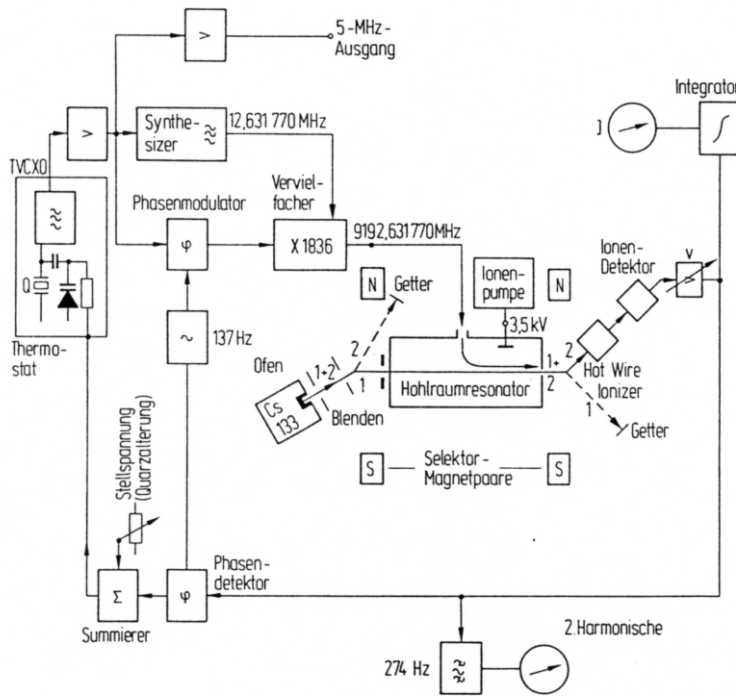 5-MHz-
Ausgang
>
Integrator
∫
>
Synthe-
sizer
12,631 770 MHz
TVCXO
Verviel-
facher
Phasenmodulator
φ
X 1836
9192,631770MHz
Ionen-
Detektor
V
>
N
Getter
Ionen-
pumpe
N
Q
~
137 Hz
3,5 kV
Thermo-
stat
Ofen
1+2
2
1
1+
2
2
Hohlraumresonator
Hot Wire
Ionizer
1
Cs
133
Blenden
Getter
Stellspannung
(Quarzalterung)
S
Selektor-
Magnetpaare
S
Phasen-
detektor
Σ
φ
Summierer
2.Harmonische
274 Hz